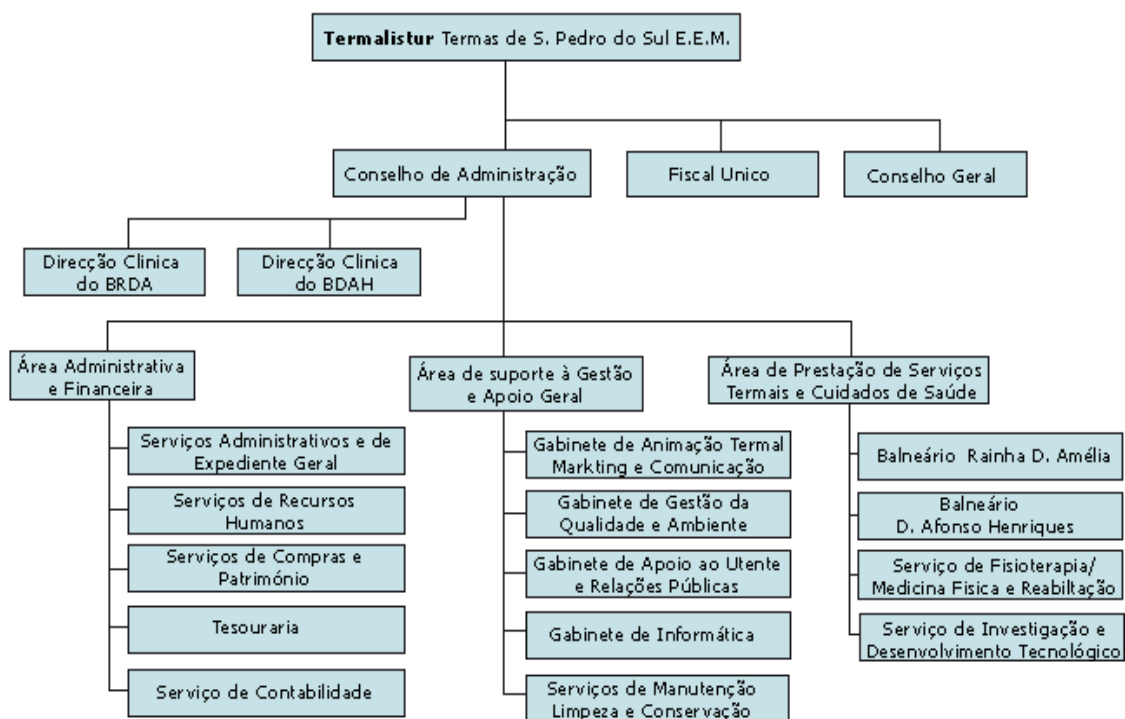 Termalistur Termas de S. Pedro do Sul E.E.M.
Conselho de Administração
Fiscal Unico
Conselho Geral
Direcção Clinica
do BRDA
Direcção Clinica
do BDAH
Área Administrativa
e Financeira
Área de suporte à Gestão
e Apoio Geral
Área de Prestação de Serviços
Termais e Cuidados de Saúde
Serviços Administrativos e de
Expediente Geral
Serviços de Recursos
Humanos
Serviços de Compras e
Património
Tesouraria
Serviço de Contabilidade
Gabinete de Animação Termal
Markting e Comunicação
Gabinete de Gestão da
Qualidade e Ambiente
Gabinete de Apoio ao Utente
e Relações Públicas
Gabinete de Informática
Serviços de Manutenção
Limpeza e Conservação
Balneário Rainha D. Amélia
Balneário
D. Afonso Henriques
Serviço de Fisioterapia/
Medicina Fisica e Reabiltação
Serviço de Investigação e
Desenvolvimento Tecnológico